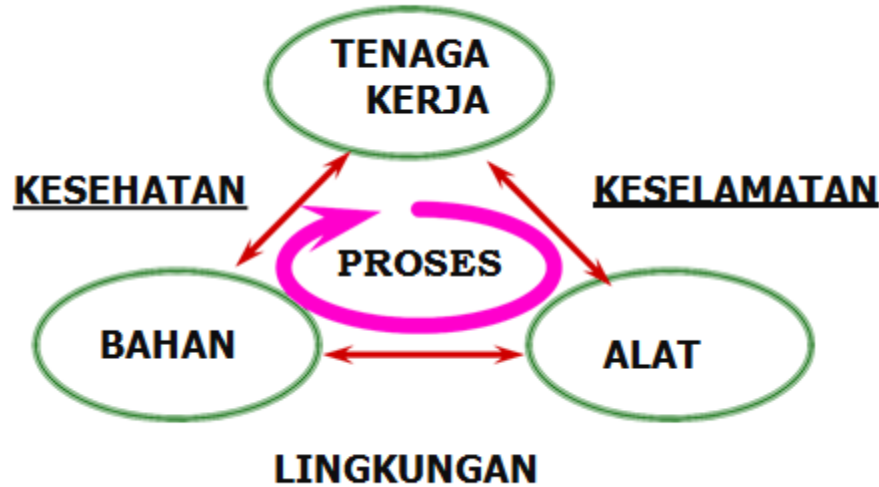 TENAGA
KERJA
KESEHATAN
KESELAMATAN
PROSES
BAHAN
ALAT
LINGKUNGAN